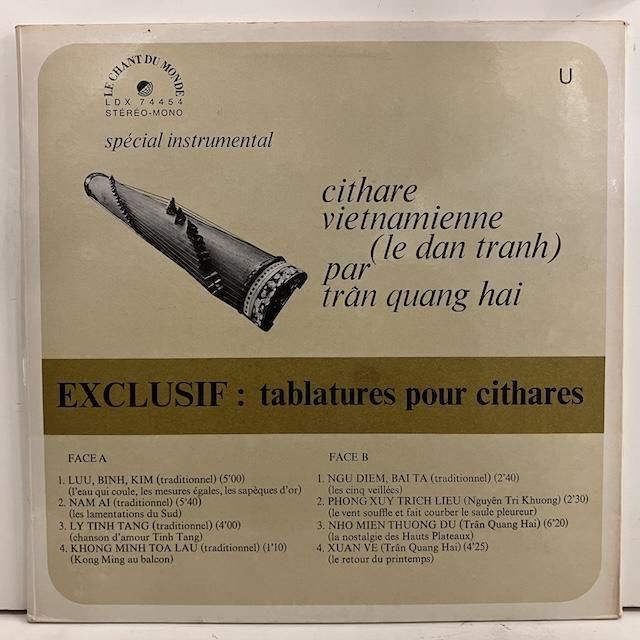 LE CHANT DU MONDE
LDX 74454
STÉRÉO-MONO
U
spécial instrumental
cithare
vietnamienne
(le dan tranh)
par
trân quang hai
EXCLUSIF : tablatures pour cithares
FACE A
1. LUU, BINH, KIM (traditionnel) (5'00)
(l'eau qui coule, les mesures égales, les sapèques d'or)
2. NAM AI (traditionnel) (5'40)
(les lamentations du Sud)
3. LY TINH TANG (traditionnel) (4'00)
(chanson d'amour Tinh Tang)
4. KHONG MINH TOA LAU (traditionnel) (1'10)
(Kong Ming au balcon)
FACE B
1. NGU DIEM, BAI TA (traditionnel) (2'40)
(les cinq veillées)
2. PHONG XUY TRICH LIEU (Nguyên Tri Khuong) (2'30)
(le vent souffle et fait courber le saule pleureur)
3. NHO MIEN THUONG DU (Trân Quang Hai) (6'20)
(la nostalgie des Hauts Plateaux)
4. XUAN VE (Trân Quang Hai) (4'25)
(le retour du printemps)